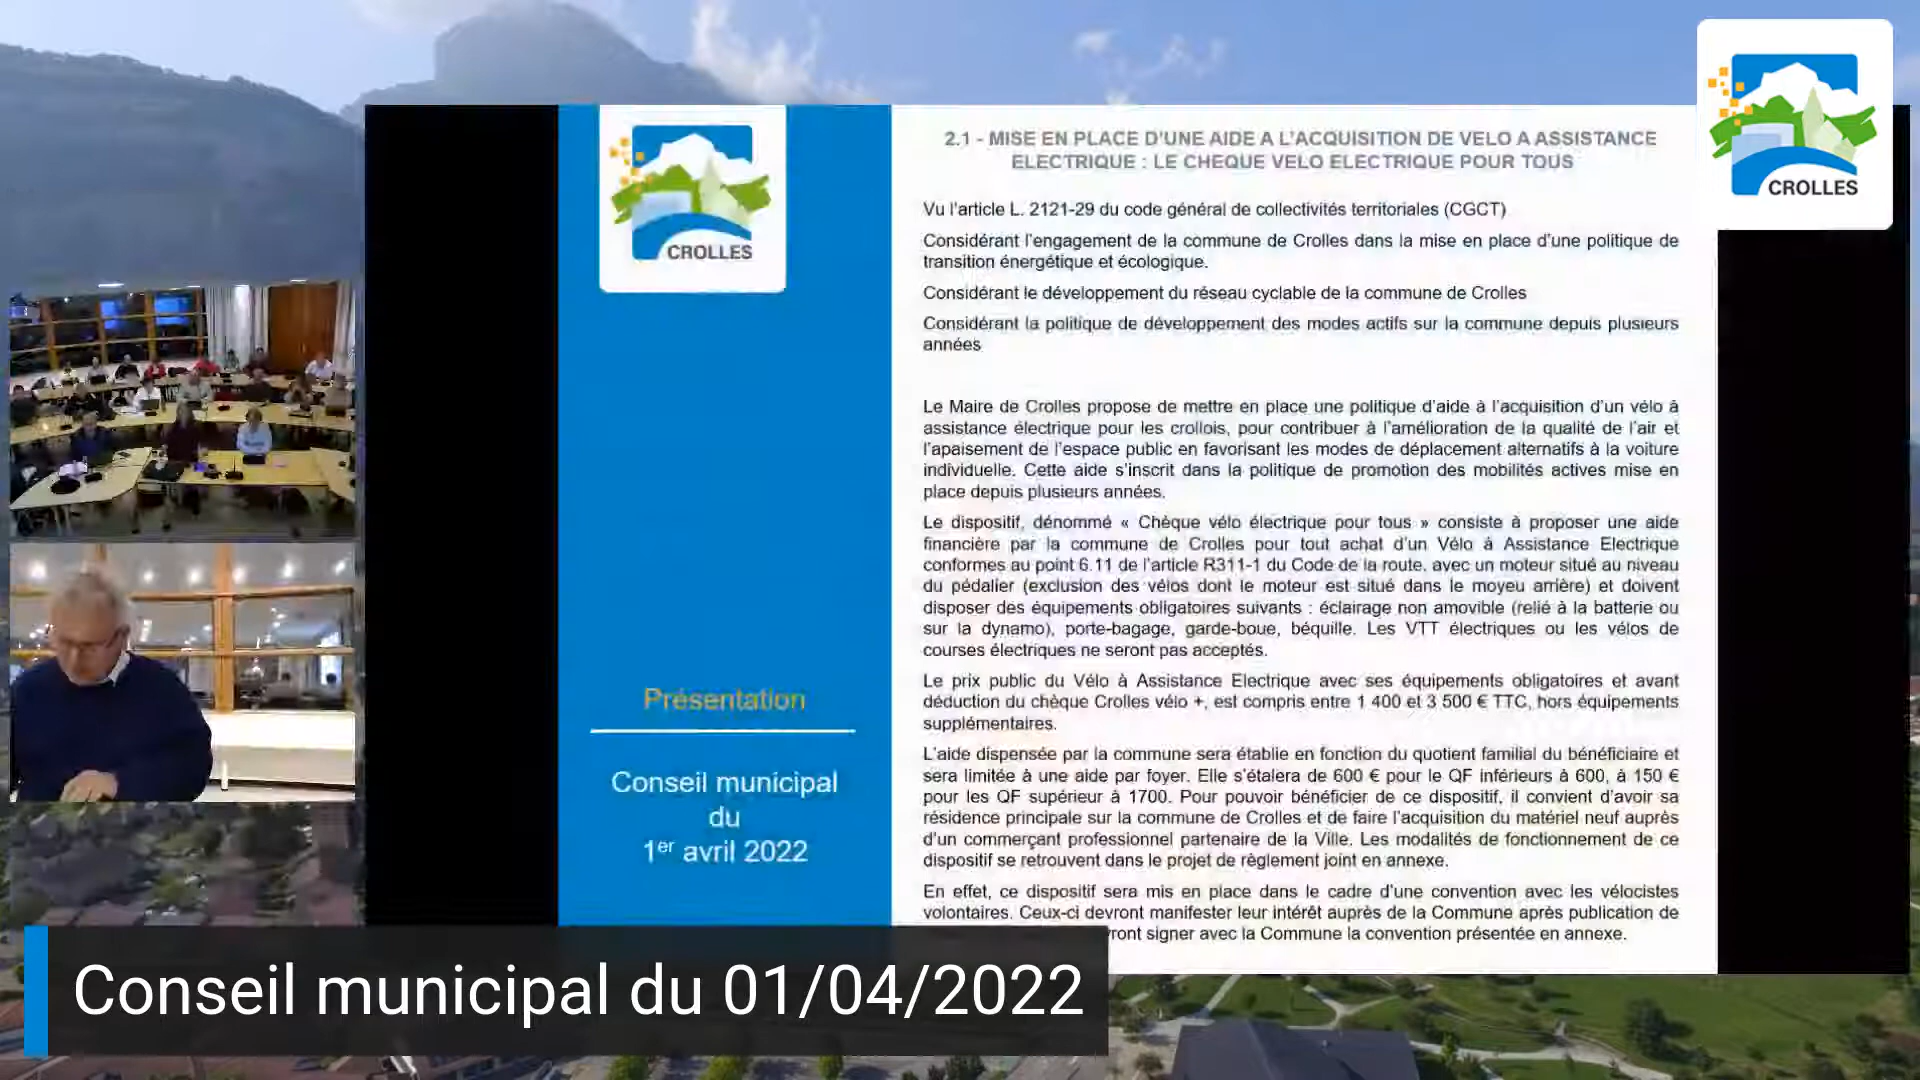 CROLLES
CROLLES
Présentation
Conseil municipal
du
1er avril 2022
2.1 - MISE EN PLACE D'UNE AIDE A L'ACQUISITION DE VELO A ASSISTANCE
ELECTRIQUE : LE CHEQUE VELO ELECTRIQUE POUR TOUS
Vu l'article L. 2121-29 du code général de collectivités territoriales (CGCT)
Considérant l'engagement de la commune de Crolles dans la mise en place d'une politique de
transition énergétique et écologique.
Considérant le développement du réseau cyclable de la commune de Crolles
Considérant la politique de développement des modes actifs sur la commune depuis plusieurs
années
Le Maire de Crolles propose de mettre en place une politique d'aide à l'acquisition d'un vélo à
assistance électrique pour les crollois, pour contribuer à l'amélioration de la qualité de l'air et
l'apaisement de l'espace public en favorisant les modes de déplacement alternatifs à la voiture
individuelle. Cette aide s'inscrit dans la politique de promotion des mobilités actives mise en
place depuis plusieurs années.
Le dispositif, dénommé « Chèque vélo électrique pour tous » consiste à proposer une aide
financière par la commune de Crolles pour tout achat d'un Vélo à Assistance Electrique
conformes au point 6.11 de l'article R311-1 du Code de la route, avec un moteur situé au niveau
du pédalier (exclusion des vélos dont le moteur est situé dans le moyeu arrière) et doivent
disposer des équipements obligatoires suivants : éclairage non amovible (relié à la batterie ou
sur la dynamo), porte-bagage, garde-boue, béquille. Les VTT électriques ou les vélos de
courses électriques ne seront pas acceptés.
Le prix public du Vélo à Assistance Electrique avec ses équipements obligatoires et avant
déduction du chèque Crolles vélo +, est compris entre 1 400 et 3 500 € TTC, hors équipements
supplémentaires.
L'aide dispensée par la commune sera établie en fonction du quotient familial du bénéficiaire et
sera limitée à une aide par foyer. Elle s'étalera de 600 € pour le QF inférieurs à 600, à 150 €
pour les QF supérieur à 1700. Pour pouvoir bénéficier de ce dispositif, il convient d'avoir sa
résidence principale sur la commune de Crolles et de faire l'acquisition du matériel neuf auprès
d'un commerçant professionnel partenaire de la Ville. Les modalités de fonctionnement de ce
dispositif se retrouvent dans le projet de règlement joint en annexe.
En effet, ce dispositif sera mis en place dans le cadre d'une convention avec les vélocistes
volontaires. Ceux-ci devront manifester leur intérêt auprès de la Commune après publication de
vront signer avec la Commune la convention présentée en annexe.
Conseil municipal du 01/04/2022